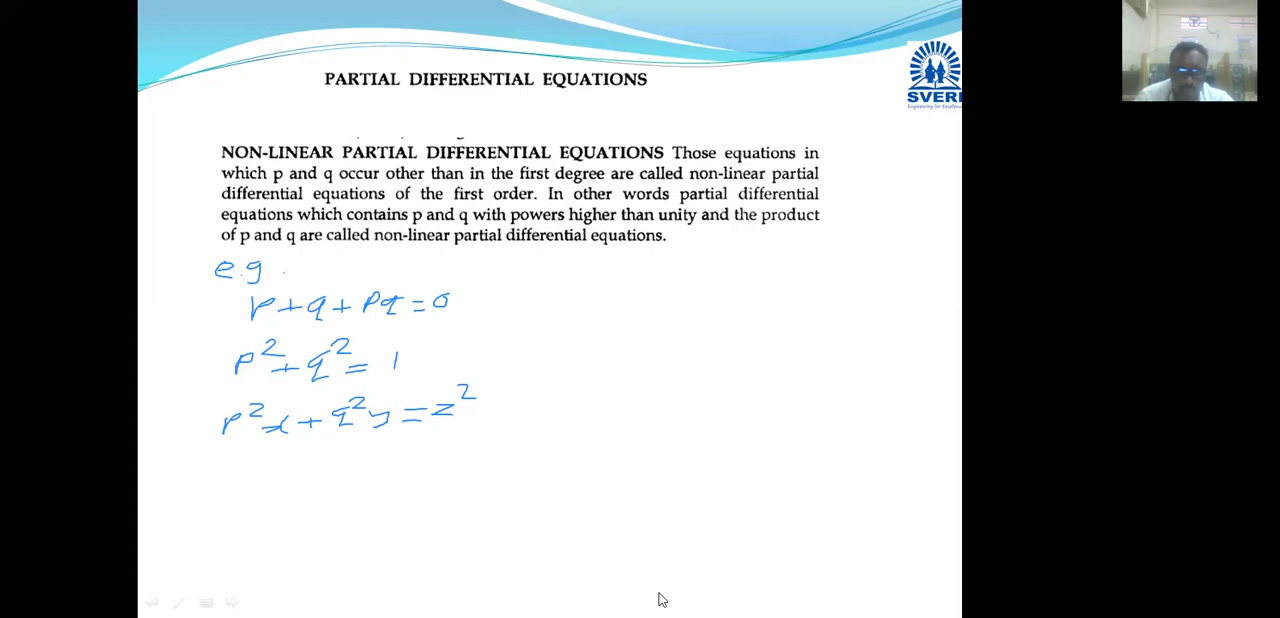 PARTIAL DIFFERENTIAL EQUATIONS
SVERI
Engineering for Excellence
NON-LINEAR PARTIAL DIFFERENTIAL EQUATIONS Those equations in
which p and q occur other than in the first degree are called non-linear partial
differential equations of the first order. In other words partial differential
equations which contains p and q with powers higher than unity and the product
of p and q are called non-linear partial differential equations.
e.g.
p + q + pq = 0
p² + q² = 1
p²x + q²y = z²